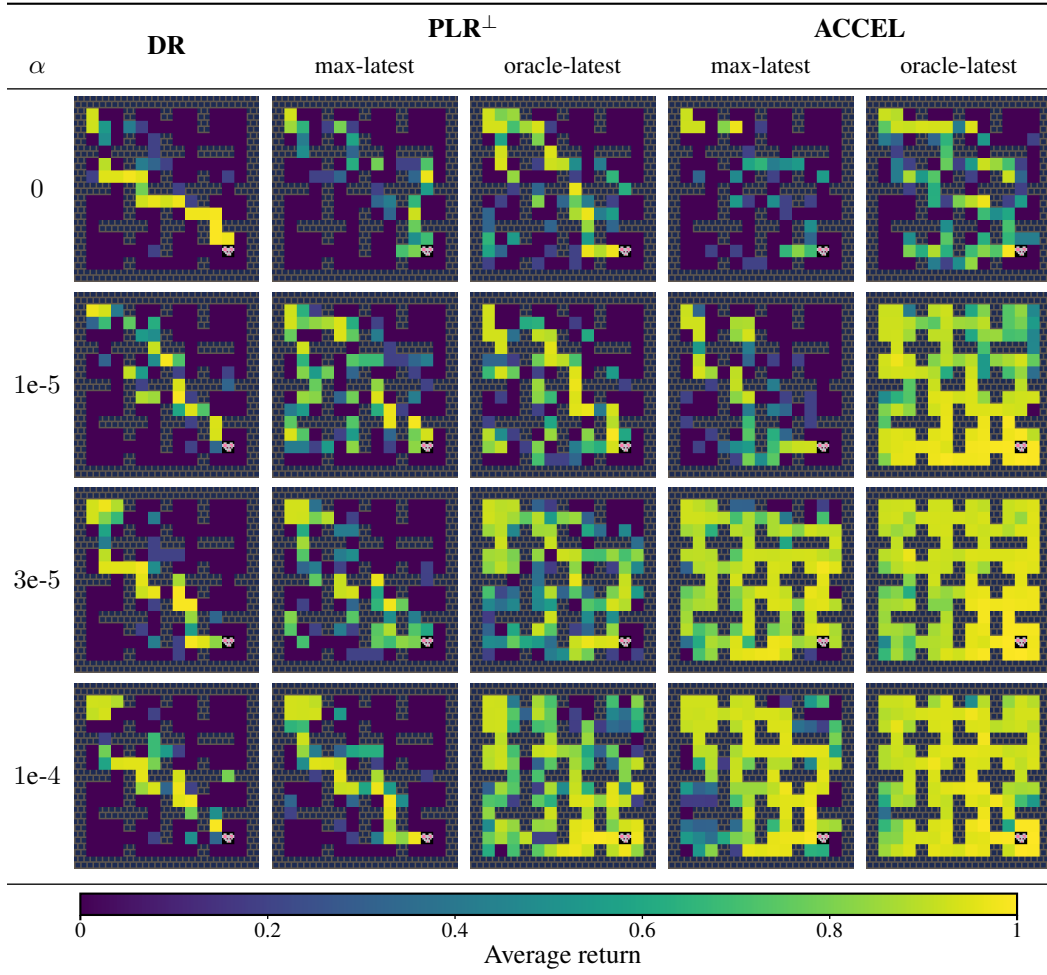 DR PLR⊥ ACCEL
α max-latest oracle-latest max-latest oracle-latest
0
1e-5
3e-5
1e-4
0 0.2 0.4 0.6 0.8 1
Average return